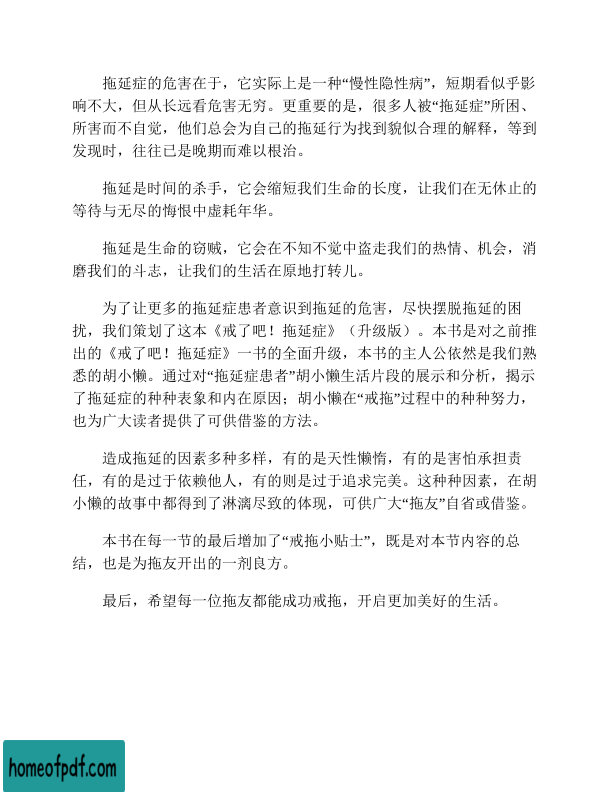 拖延症的危害在于，它实际上是一种“慢性隐性病”，短期看似乎影
响不大，但从长远看危害无穷。更重要的是，很多人被“拖延症”所困、
所害而不自觉，他们总会为自己的拖延行为找到貌似合理的解释，等到
发现时，往往已是晚期而难以根治。
拖延是时间的杀手，它会缩短我们生命的长度，让我们在无休止的
等待与无尽的悔恨中虚耗年华。
拖延是生命的窃贼，它会在不知不觉中盗走我们的热情、机会，消
磨我们的斗志，让我们的生活在原地打转儿。
为了让更多的拖延症患者意识到拖延的危害，尽快摆脱拖延的困
扰，我们策划了这本《戒了吧！拖延症》（升级版）。本书是对之前推
出的《戒了吧！拖延症》一书的全面升级，本书的主人公依然是我们熟
悉的胡小懒。通过对“拖延症患者”胡小懒生活片段的展示和分析，揭示
了拖延症的种种表象和内在原因；胡小懒在“戒拖”过程中的种种努力，
也为广大读者提供了可供借鉴的方法。
造成拖延的因素多种多样，有的是天性懒惰，有的是害怕承担责
任，有的是过于依赖他人，有的则是过于追求完美。这种种因素，在胡
小懒的故事中都得到了淋漓尽致的体现，可供广大“拖友”自省或借鉴。
本书在每一节的最后增加了“戒拖小贴士”，既是对本节内容的总
结，也是为拖友开出的一剂良方。
最后，希望每一位拖友都能成功戒拖，开启更加美好的生活。
homeofpdf.com